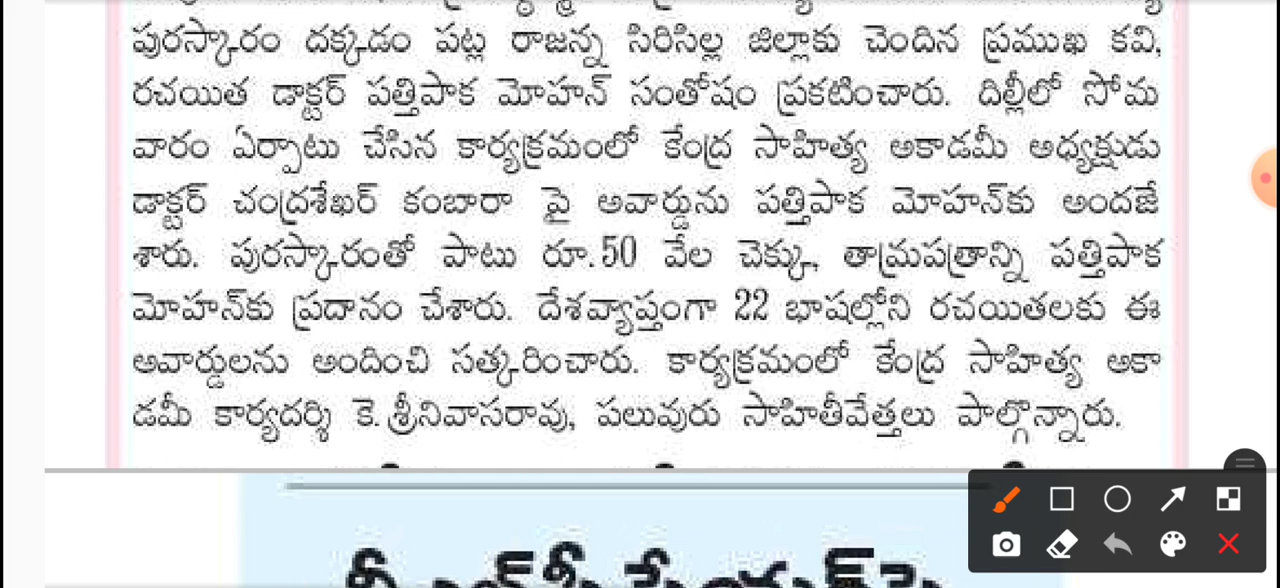 పురస్కారం దక్కడం పట్ల రాజన్న సిరిసిల్ల జిల్లాకు చెందిన ప్రముఖ కవి,
రచయిత డాక్టర్ పత్తిపాక మోహన్ సంతోషం ప్రకటించారు. దిల్లీలో సోమ
వారం ఏర్పాటు చేసిన కార్యక్రమంలో కేంద్ర సాహిత్య అకాడమీ అధ్యక్షుడు
డాక్టర్ చంద్రశేఖర్ కంబారా పై అవార్డును పత్తిపాక మోహన్‌కు అందజే
శారు. పురస్కారంతో పాటు రూ.50 వేల చెక్కు, తామ్రపత్రాన్ని పత్తిపాక
మోహన్‌కు ప్రదానం చేశారు. దేశవ్యాప్తంగా 22 భాషల్లోని రచయితలకు ఈ
అవార్డులను అందించి సత్కరించారు. కార్యక్రమంలో కేంద్ర సాహిత్య అకా
డమీ కార్యదర్శి కె.శ్రీనివాసరావు, పలువురు సాహితీవేత్తలు పాల్గొన్నారు.